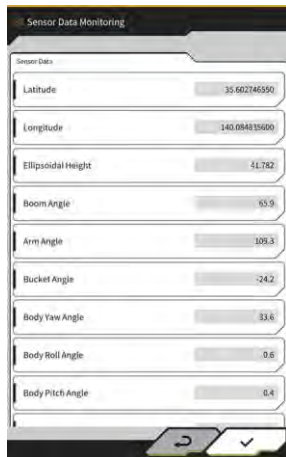 Sensor Data Monitoring
Sensor Data
Latitude 35.602746550
Longitude 140.084835600
Ellipsoidal Height 41.782
Boom Angle 65.9
Arm Angle 109.3
Bucket Angle -24.2
Body Yaw Angle 33.6
Body Roll Angle 0.6
Body Pitch Angle 0.4